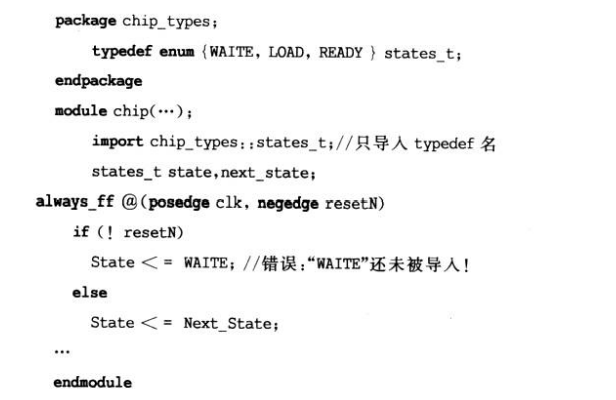 package chip_types;
typedef enum {WAITE, LOAD, READY } states_t;
endpackage
module chip(…);
import chip_types::states_t;//只导人 typedef 名
states_t state,next_state;
always_ff @(posedge clk, negedge resetN)
if (! resetN)
State <= WAITE; //错误:“WAITE”还未被导人!
else
State <= Next_State;
…
endmodule